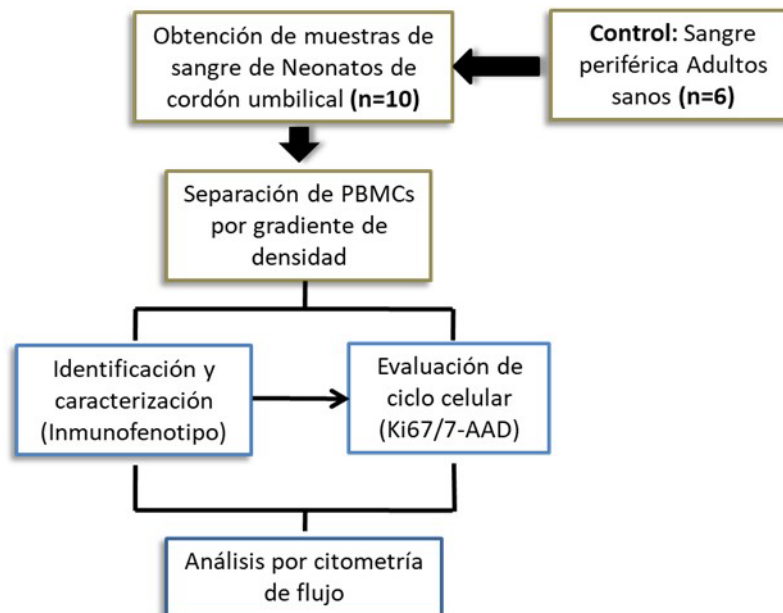 Obtención de muestras de
sangre de Neonatos de
cordón umbilical (n=10)
Control: Sangre
periférica Adultos
sanos (n=6)
Separación de PBMCs
por gradiente de
densidad
Identificación y
caracterización
(Inmunofenotipo)
Evaluación de
ciclo celular
(Ki67/7-AAD)
Análisis por citometría
de flujo